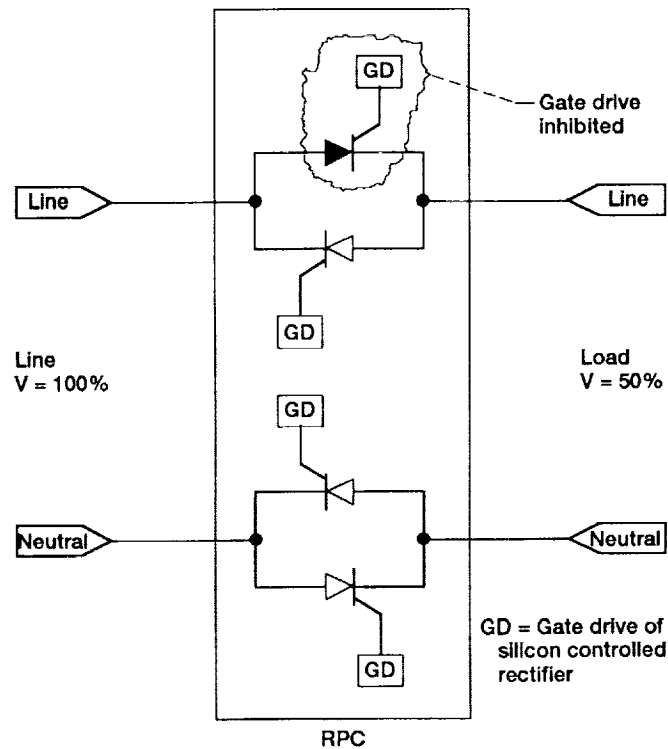 GD
Gate drive
inhibited
Line
Line
GD
Line
V = 100%
Load
V = 50%
GD
Neutral
Neutral
GD
GD = Gate drive of
silicon controlled
rectifier
RPC